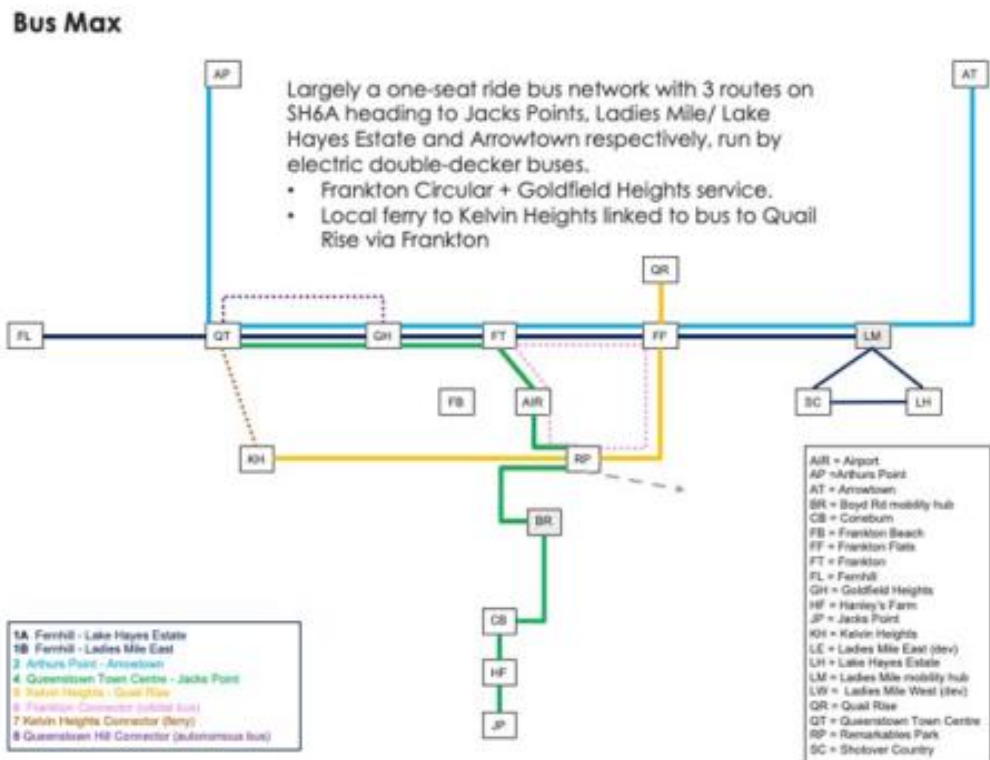 Bus Max
AP
AT
Largely a one-seat ride bus network with 3 routes on
SH6A heading to Jacks Points, Ladies Mile/ Lake
Hayes Estate and Arrowtown respectively, run by
electric double-decker buses.
• Frankton Circular + Goldfield Heights service.
• Local ferry to Kelvin Heights linked to bus to Quail
Rise via Frankton
QR
FL
QT
GH
FT
FF
LM
FB
AIR
SC
LH
KH
RP
BR
CB
HF
JP
AIR = Airport
AP =Arthurs Point
AT = Arrowtown
BR = Boyd Rd mobility hub
CB = Coneburn
FB = Frankton Beach
FF = Frankton Flats
FT = Frankton
FL = Fernhill
GH = Goldfield Heights
HF = Hanley's Farm
JP = Jacks Point
KH = Kelvin Heights
LE = Ladies Mile East (dev)
LH = Lake Hayes Estate
LM = Ladies Mile mobility hub
LW = Ladies Mile West (dev)
QR = Quail Rise
QT = Queenstown Town Centre
RP = Remarkables Park
SC = Shotover Country
1A Fernhill - Lake Hayes Estate
1B Fernhill - Ladies Mile East
2 Arthurs Point - Arrowtown
4 Queenstown Town Centre - Jacks Point
5 Kelvin Heights - Quail Rise
6 Frankton Connector (orbital bus)
7 Kelvin Heights Connector (ferry)
8 Queenstown Hill Connector (autonomous bus)